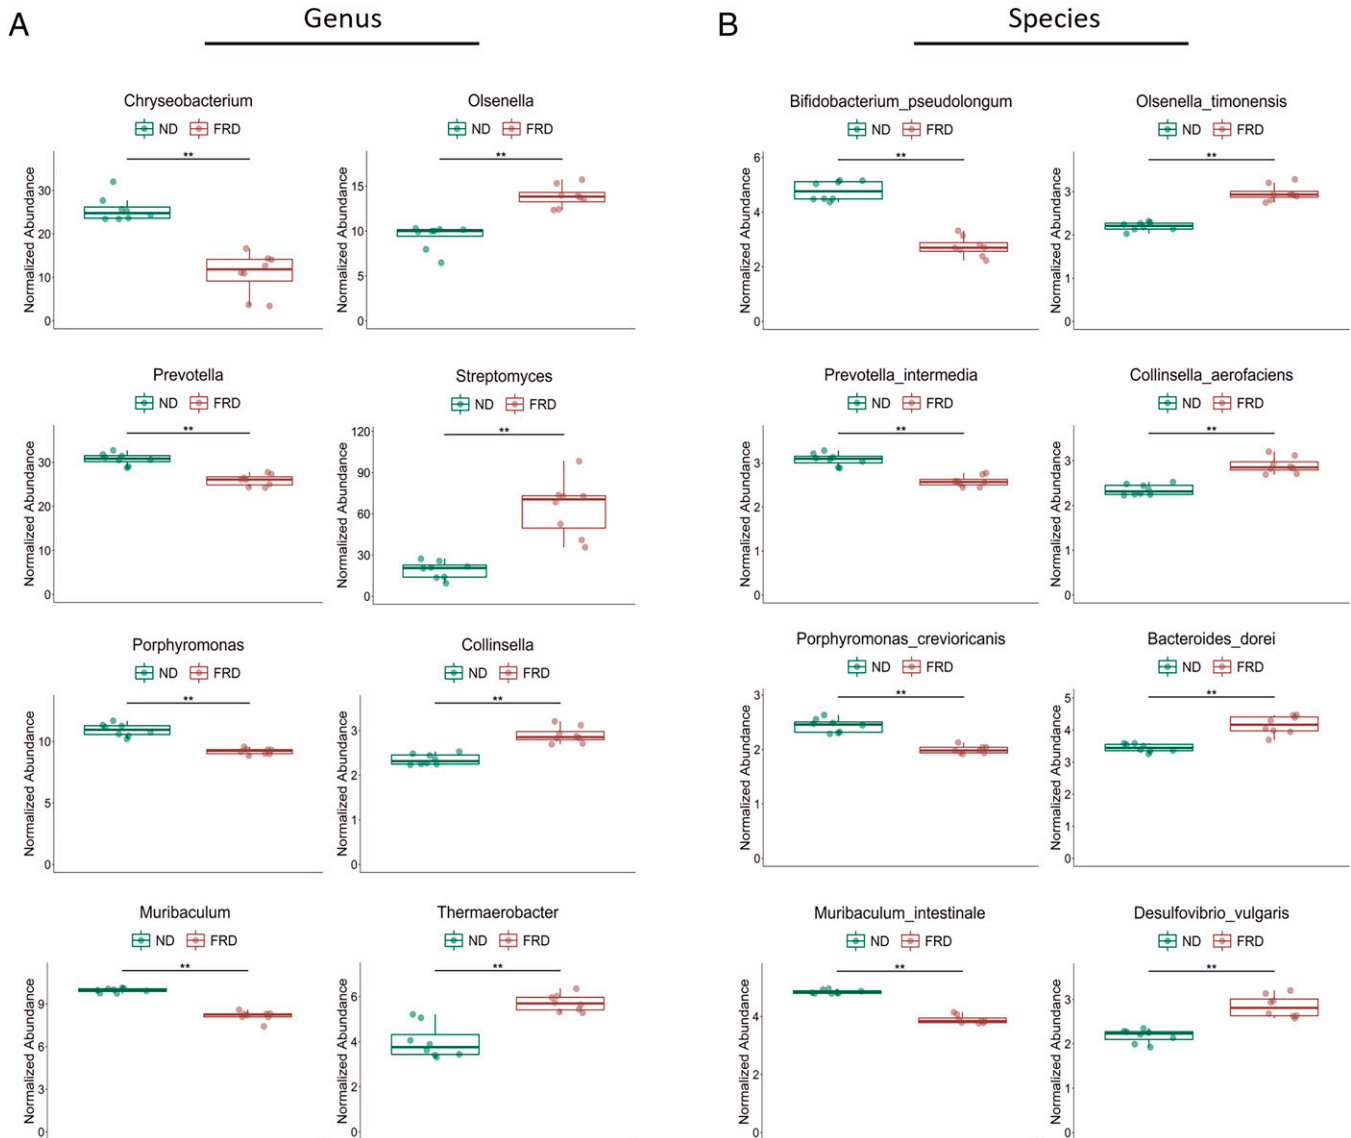 A
Genus
B
Species
Chryseobacterium
ND FRD
**
Normalized Abundance
30
20
10
0
Olsenella
ND FRD
**
Normalized Abundance
15
10
5
0
Bifidobacterium_pseudolongum
ND FRD
**
Normalized Abundance
6
4
2
0
Olsenella_timonensis
ND FRD
**
Normalized Abundance
3
2
1
0
Prevotella
ND FRD
**
Normalized Abundance
30
20
10
0
Streptomyces
ND FRD
**
Normalized Abundance
120
90
60
30
0
Prevotella_intermedia
ND FRD
**
Normalized Abundance
3
2
1
0
Collinsella_aerofaciens
ND FRD
**
Normalized Abundance
3
2
1
0
Porphyromonas
ND FRD
**
Normalized Abundance
10
5
0
Collinsella
ND FRD
**
Normalized Abundance
3
2
1
0
Porphyromonas_crevioricanis
ND FRD
**
Normalized Abundance
3
2
1
0
Bacteroides_dorei
ND FRD
**
Normalized Abundance
5
4
3
2
1
0
Muribaculum
ND FRD
**
Normalized Abundance
9
6
3
0
Thermaerobacter
ND FRD
**
Normalized Abundance
6
4
2
0
Muribaculum_intestinale
ND FRD
**
Normalized Abundance
4
2
0
Desulfovibrio_vulgaris
ND FRD
**
Normalized Abundance
3
2
1
0